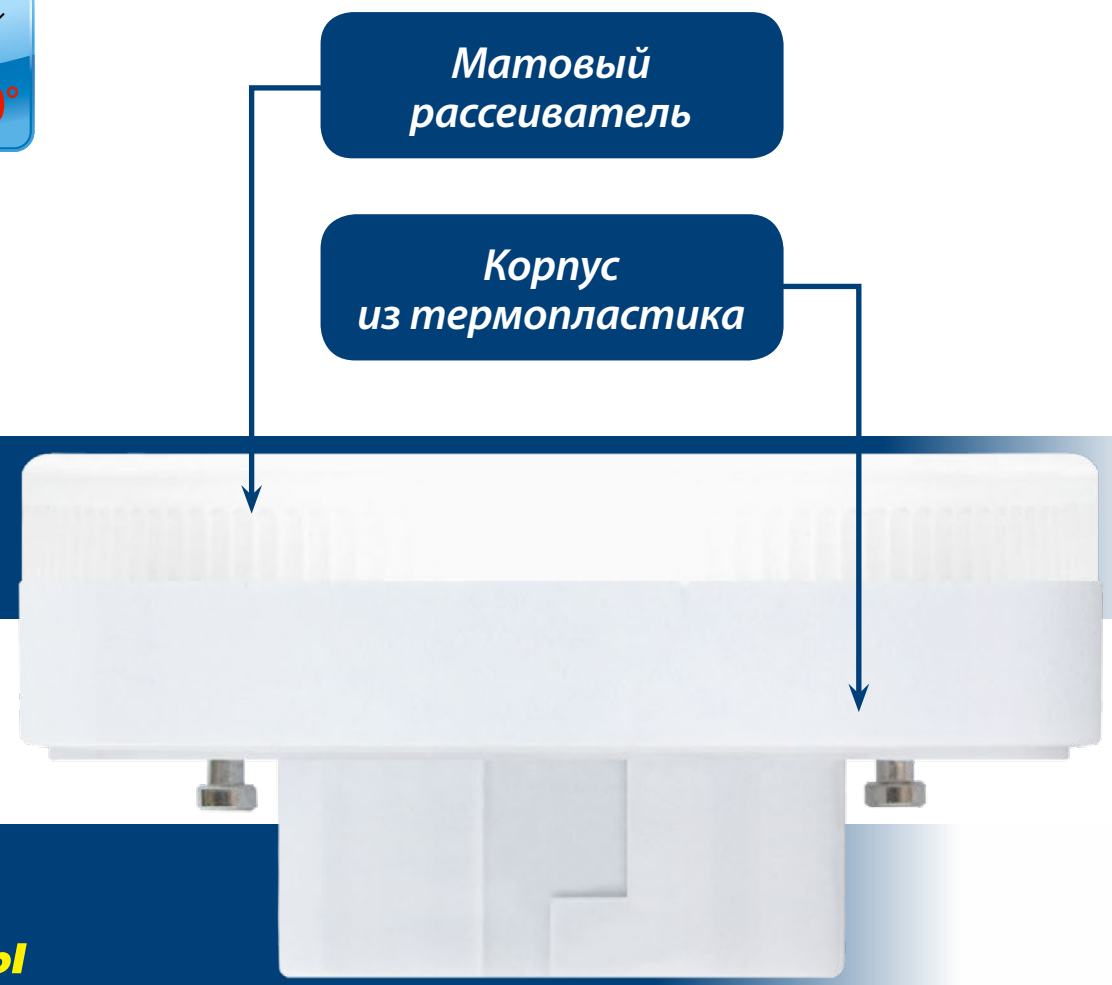 Матовый
рассеиватель
Корпус
из термопластика